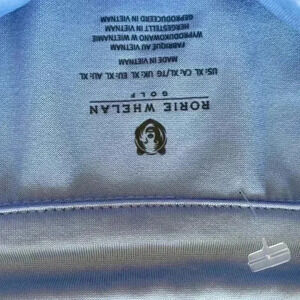 RORIE WHELAN
GOLF
US: XL CA: XL/TG UK: XL EU: XL AU: XL
MADE IN VIETNAM
FABRIQUÉ AU VIETNAM
WYPRODUKOWANO W WIETNAMIE
HERGESTELLT IN VIETNAM
GEPRODUCEERD IN VIETNAM